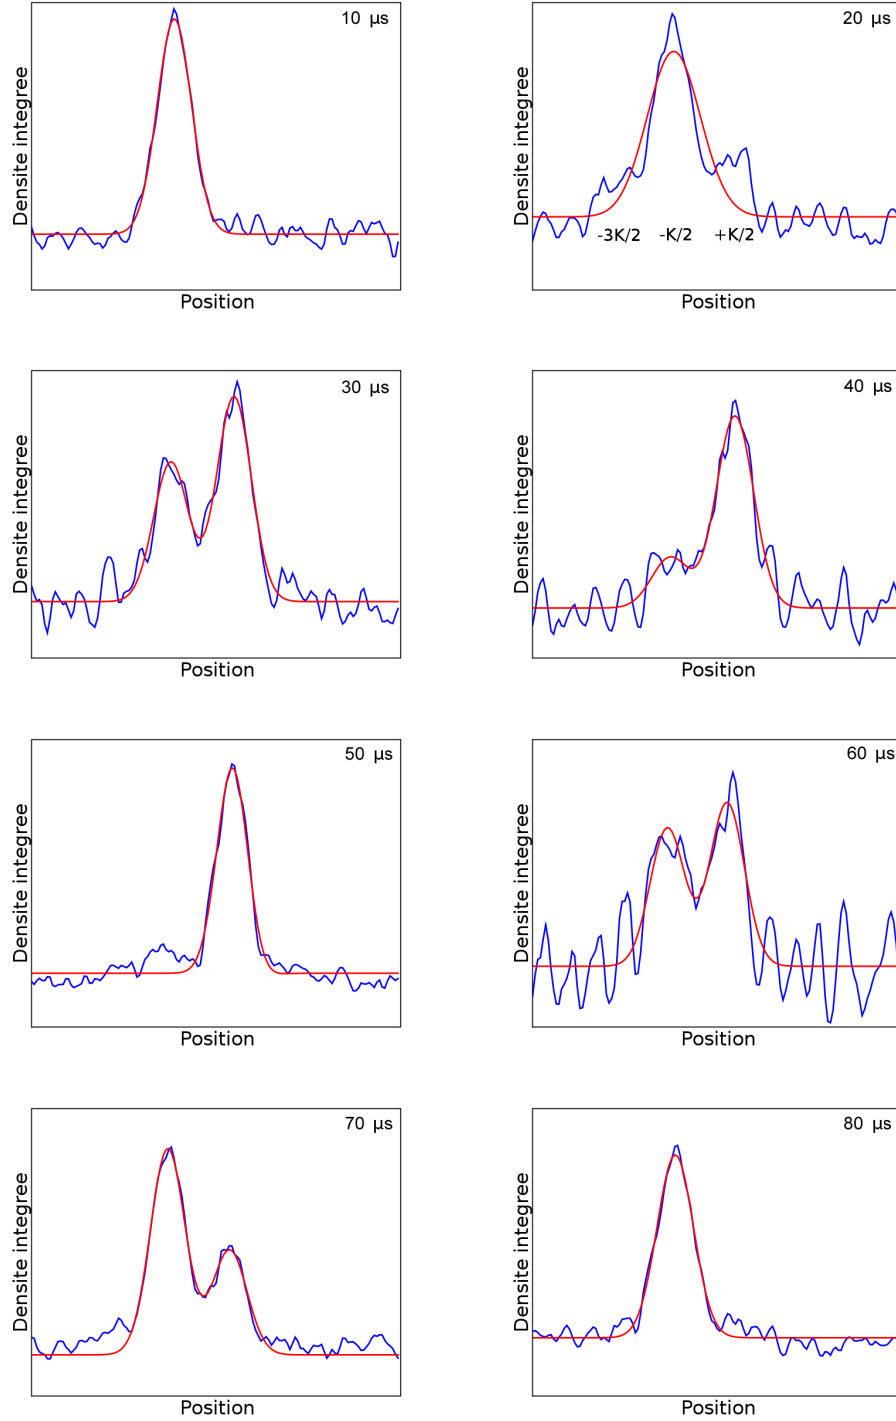 10 µs
Densite integree
Position
20 µs
Densite integree
-3K/2 -K/2 +K/2
Position
30 µs
Densite integree
Position
40 µs
Densite integree
Position
50 µs
Densite integree
Position
60 µs
Densite integree
Position
70 µs
Densite integree
Position
80 µs
Densite integree
Position